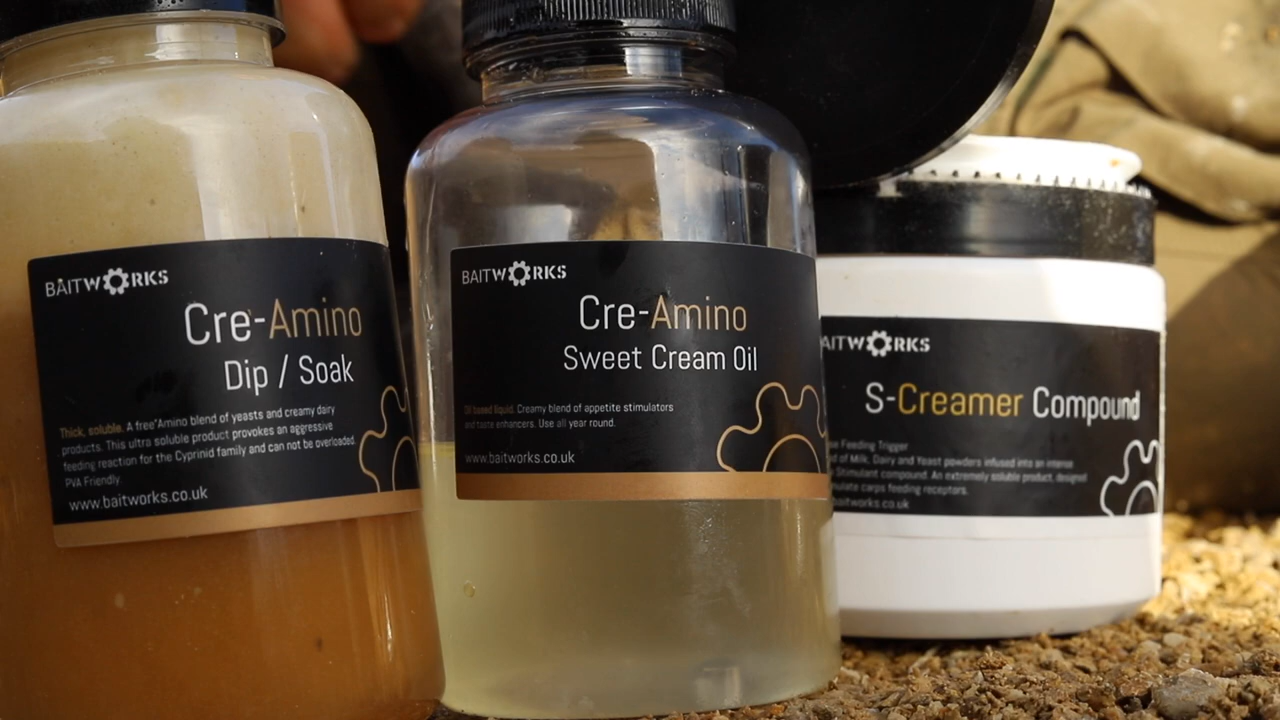 BAITWORKS
Cre-Amino
Dip / Soak
Thick, soluble. A free*Amino blend of yeasts and creamy dairy
products. This ultra soluble product provokes an aggressive
feeding reaction for the Cyprinid family and can not be overloaded.
PVA Friendly.
www.baitworks.co.uk
BAITWORKS
Cre-Amino
Sweet Cream Oil
Oil based liquid. Creamy blend of appetite stimulators
and taste enhancers. Use all year round.
www.baitworks.co.uk
AITWORKS
S-Creamer Compound
Feeding Trigger
of Milk, Dairy and Yeast powders infused into an intense
Stimulant compound. An extremely soluble product, designed
carps feeding receptors.
baitworks.co.uk